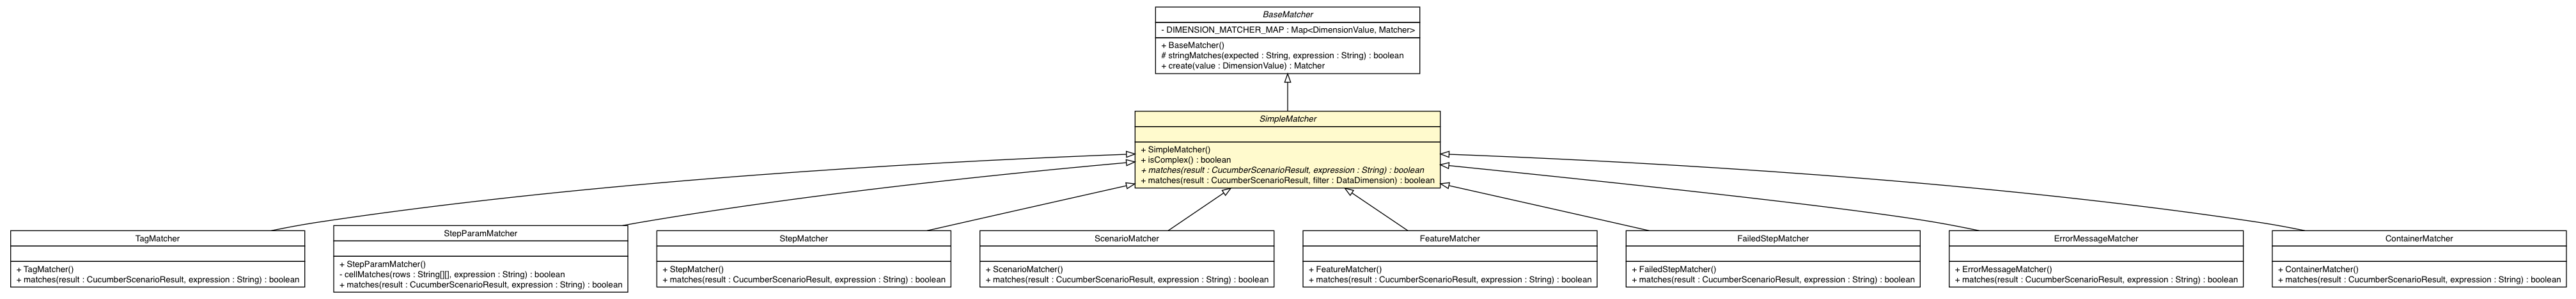 BaseMatcher
- DIMENSION_MATCHER_MAP : Map<DimensionValue, Matcher>
+ BaseMatcher()
# stringMatches(expected : String, expression : String) : boolean
+ create(value : DimensionValue) : Matcher
SimpleMatcher
+ SimpleMatcher()
+ isComplex() : boolean
+ matches(result : CucumberScenarioResult, expression : String) : boolean
+ matches(result : CucumberScenarioResult, filter : DataDimension) : boolean
TagMatcher
+ TagMatcher()
+ matches(result : CucumberScenarioResult, expression : String) : boolean
StepParamMatcher
+ StepParamMatcher()
- cellMatches(rows : String[][], expression : String) : boolean
+ matches(result : CucumberScenarioResult, expression : String) : boolean
StepMatcher
+ StepMatcher()
+ matches(result : CucumberScenarioResult, expression : String) : boolean
ScenarioMatcher
+ ScenarioMatcher()
+ matches(result : CucumberScenarioResult, expression : String) : boolean
FeatureMatcher
+ FeatureMatcher()
+ matches(result : CucumberScenarioResult, expression : String) : boolean
FailedStepMatcher
+ FailedStepMatcher()
+ matches(result : CucumberScenarioResult, expression : String) : boolean
ErrorMessageMatcher
+ ErrorMessageMatcher()
+ matches(result : CucumberScenarioResult, expression : String) : boolean
ContainerMatcher
+ ContainerMatcher()
+ matches(result : CucumberScenarioResult, expression : String) : boolean